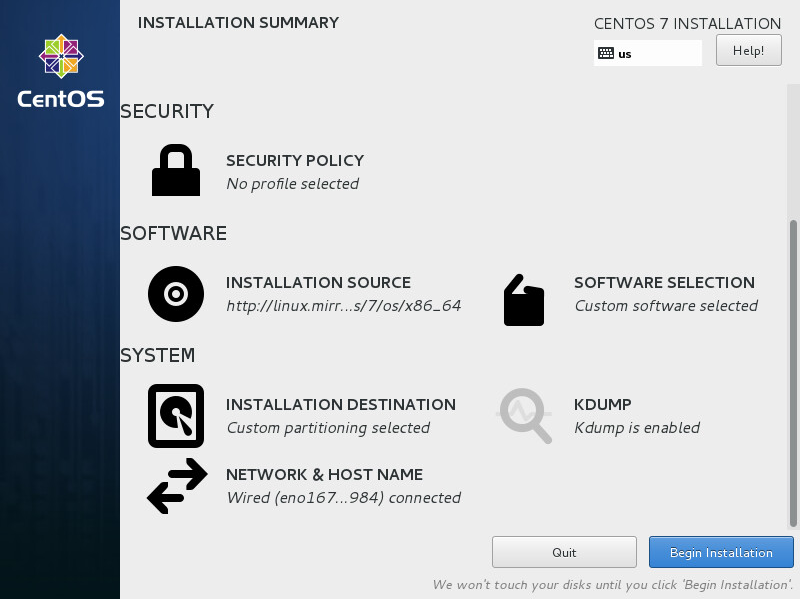 INSTALLATION SUMMARY
CENTOS 7 INSTALLATION
us
Help!
CentOS
SECURITY
SECURITY POLICY
No profile selected
SOFTWARE
INSTALLATION SOURCE
http://linux.mirr...s/7/os/x86_64
SOFTWARE SELECTION
Custom software selected
SYSTEM
INSTALLATION DESTINATION
Custom partitioning selected
KDUMP
Kdump is enabled
NETWORK & HOST NAME
Wired (eno167...984) connected
Quit
Begin Installation
We won't touch your disks until you click 'Begin Installation'.